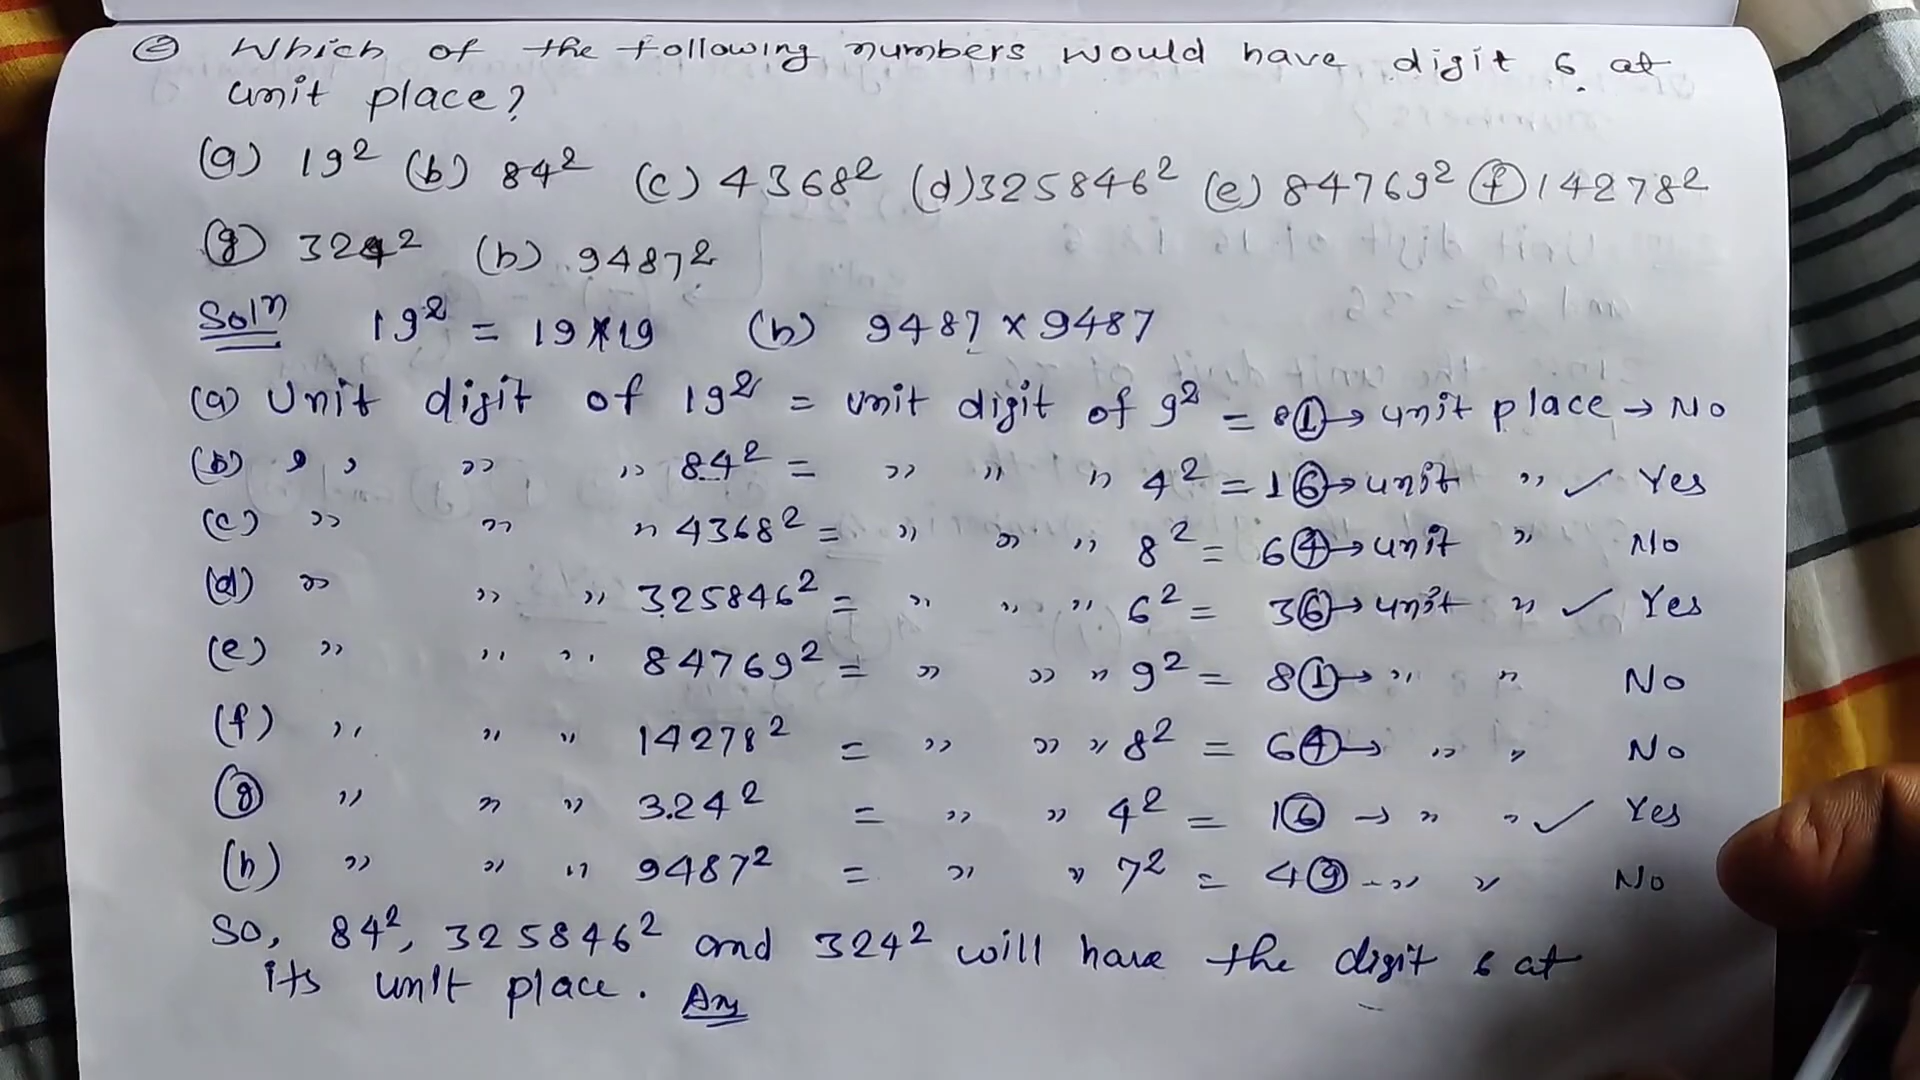 ② Which of the following numbers would have digit 6 at
unit place?
(a) 19² (b) 84² (c) 4368² (d) 325846² (e) 84769² (f) 14278²
(g) 324² (h) 9487²
Solⁿ 19² = 19×19 (h) 9487 × 9487
(a) Unit digit of 19² = unit digit of 9² = 8① → unit place → No
(b) ,, ,, ,, 84² = ,, ,, ,, 4² = 1⑥ → unit ,, ✓ Yes
(c) ,, ,, ,, 4368² = ,, ,, ,, 8² = 6④ → unit ,, No
(d) ,, ,, ,, 325846² = ,, ,, ,, 6² = 3⑥ → unit ,, ✓ Yes
(e) ,, ,, ,, 84769² = ,, ,, ,, 9² = 8① → ,, ,, No
(f) ,, ,, ,, 14278² = ,, ,, ,, 8² = 6④ → ,, ,, No
(g) ,, ,, ,, 324² = ,, ,, 4² = 1⑥ → ,, ,, ✓ Yes
(h) ,, ,, ,, 9487² = ,, ,, 7² = 4⑨ → ,, ,, No
So, 84², 325846² and 324² will have the digit 6 at
its unit place. Ans